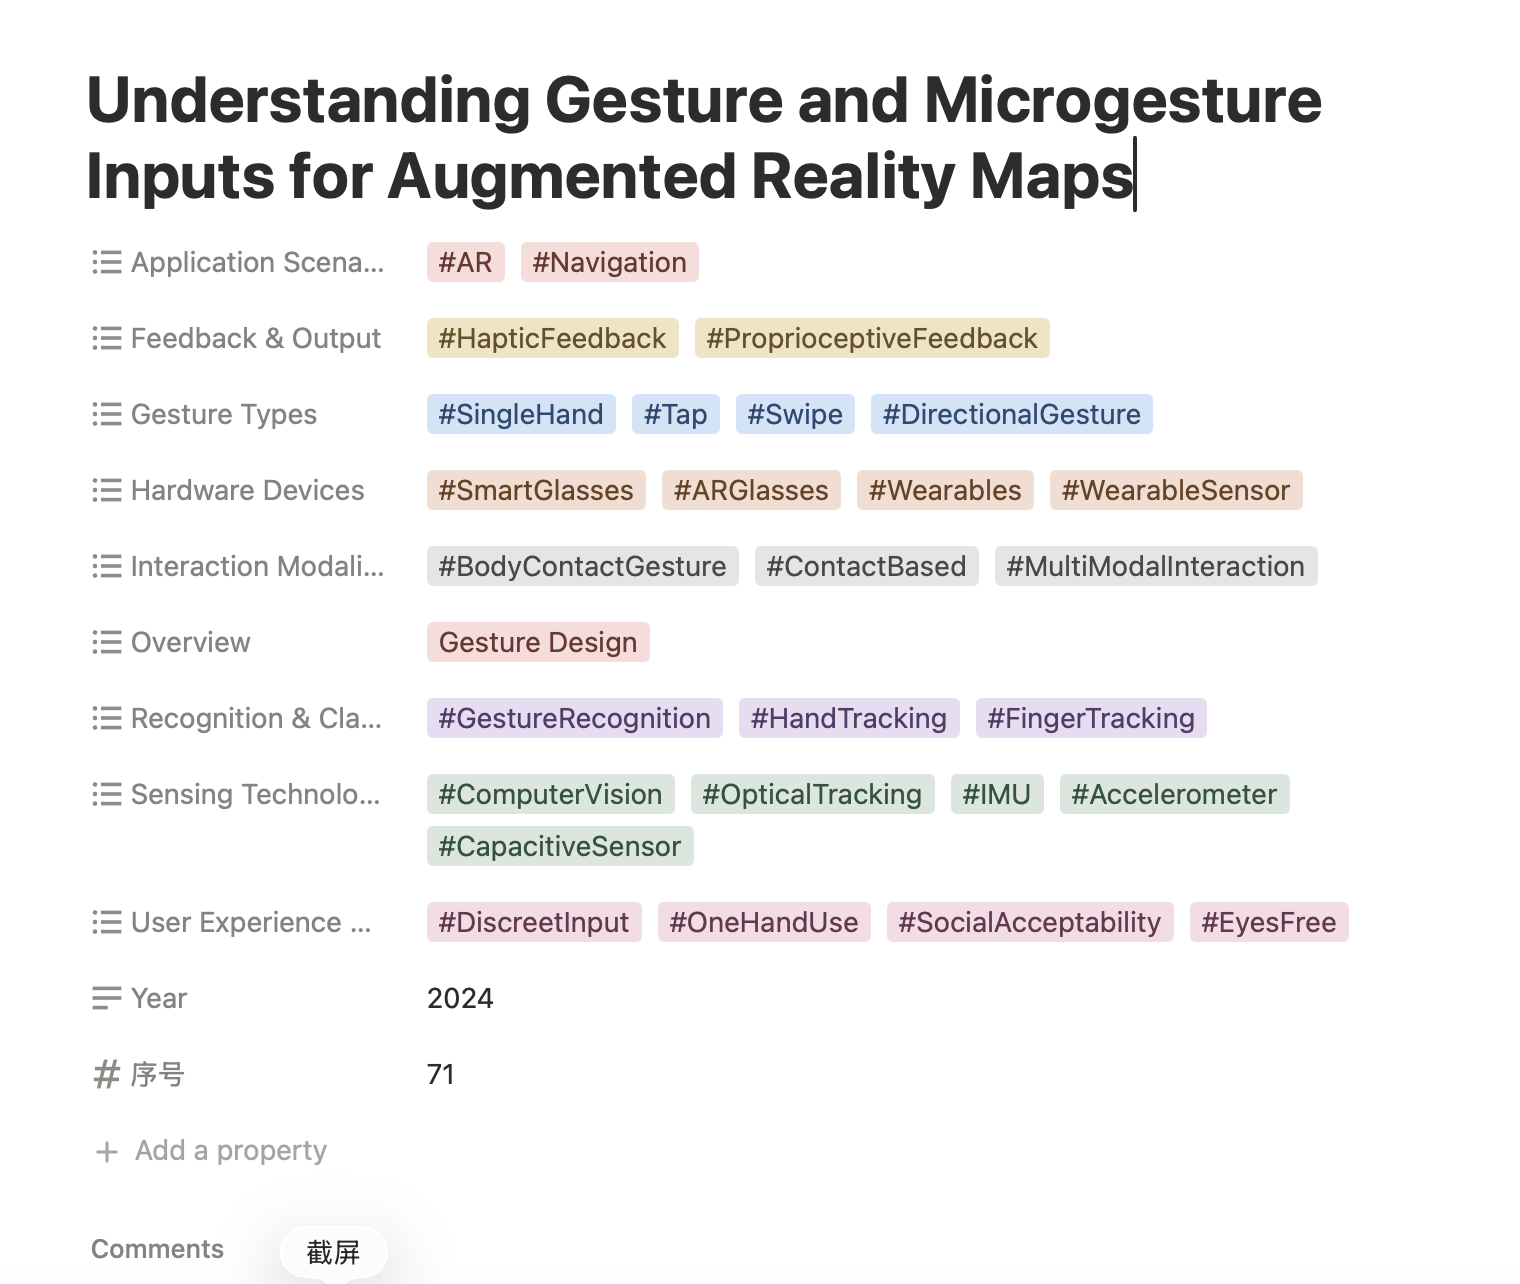 Understanding Gesture and Microgesture
Inputs for Augmented Reality Maps
Application Scena... #AR #Navigation
Feedback & Output #HapticFeedback #ProprioceptiveFeedback
Gesture Types #SingleHand #Tap #Swipe #DirectionalGesture
Hardware Devices #SmartGlasses #ARGlasses #Wearables #WearableSensor
Interaction Modali... #BodyContactGesture #ContactBased #MultiModalInteraction
Overview Gesture Design
Recognition & Cla... #GestureRecognition #HandTracking #FingerTracking
Sensing Technolo... #ComputerVision #OpticalTracking #IMU #Accelerometer
#CapacitiveSensor
User Experience ... #DiscreetInput #OneHandUse #SocialAcceptability #EyesFree
Year 2024
# 序号 71
+ Add a property
Comments 截屏